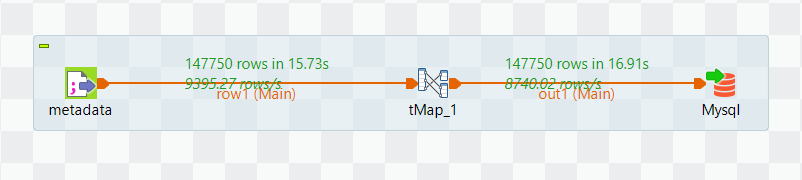 147750 rows in 15.73s
9395.27 rows/s
row1 (Main)
147750 rows in 16.91s
8740.02 rows/s
out1 (Main)
metadata
tMap_1
Mysql